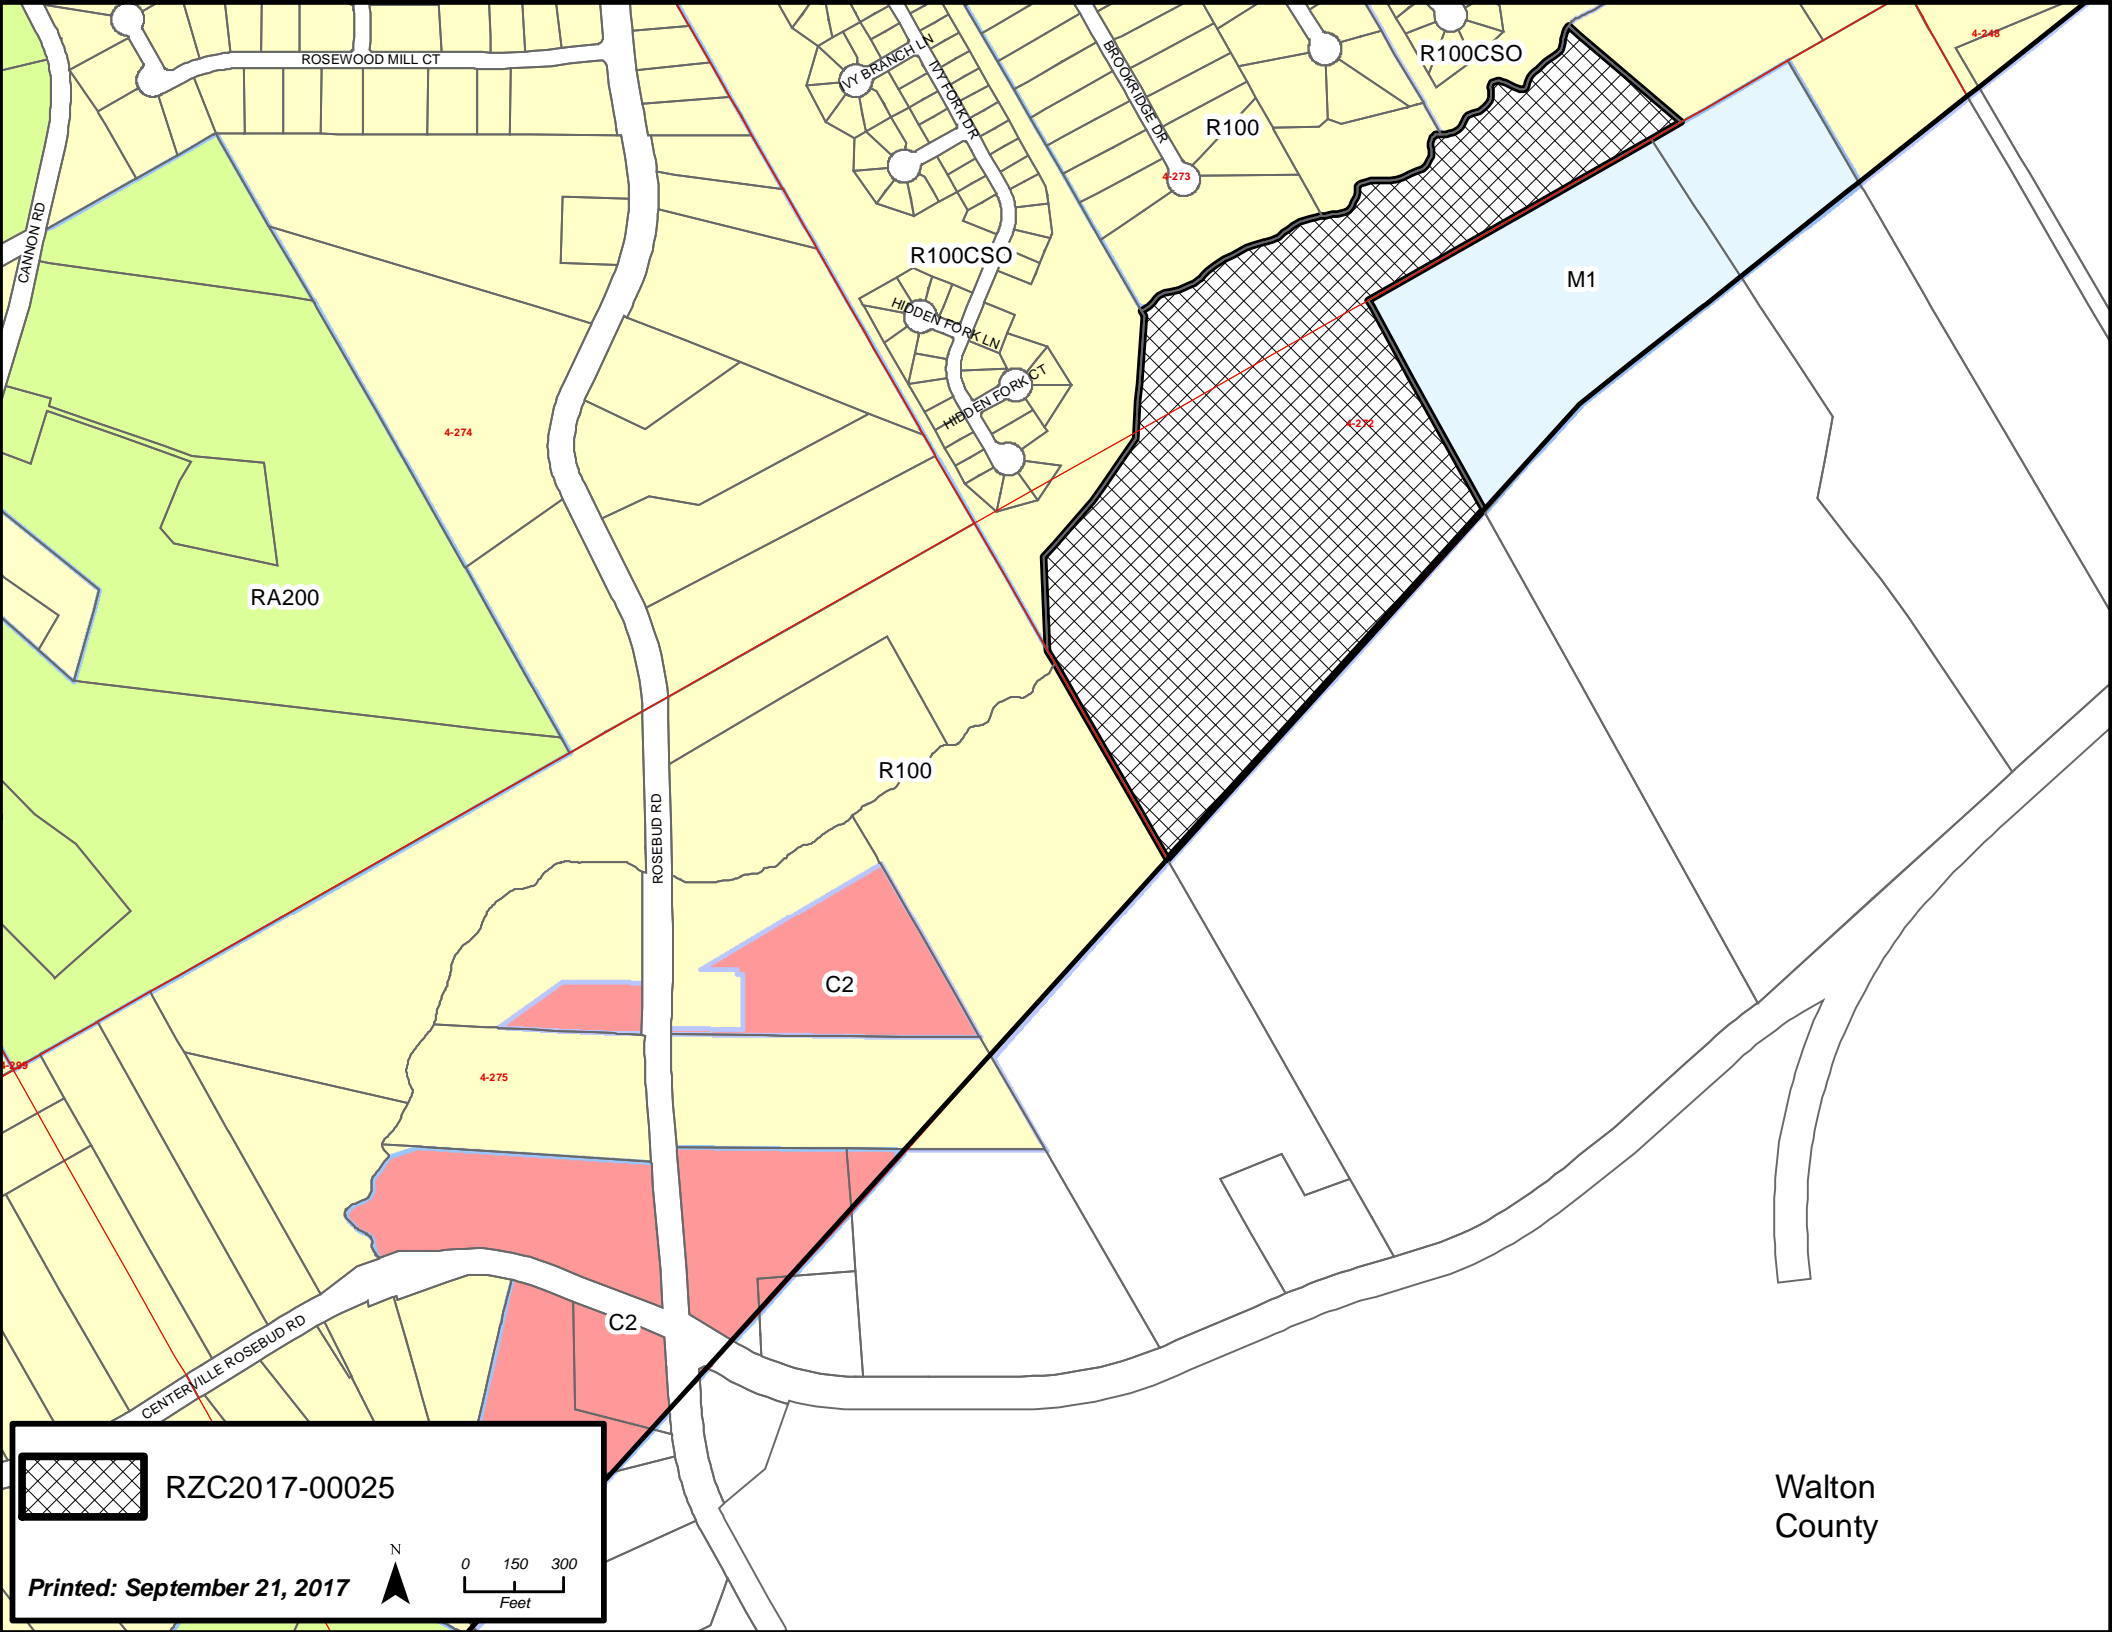 4-248
R100CSO
ROSEWOOD MILL CT
IVY BRANCH LN
IVY FORK DR
BROOKRIDGE DR
R100
4-273
CANNON RD
R100CSO
M1
HIDDEN FORK LN
HIDDEN FORK CT
4-274
4-272
RA200
R100
ROSEBUD RD
C2
4-299
4-275
C2
CENTERVILLE ROSEBUD RD
RZC2017-00025
Walton
County
N
0 150 300
Feet
Printed: September 21, 2017